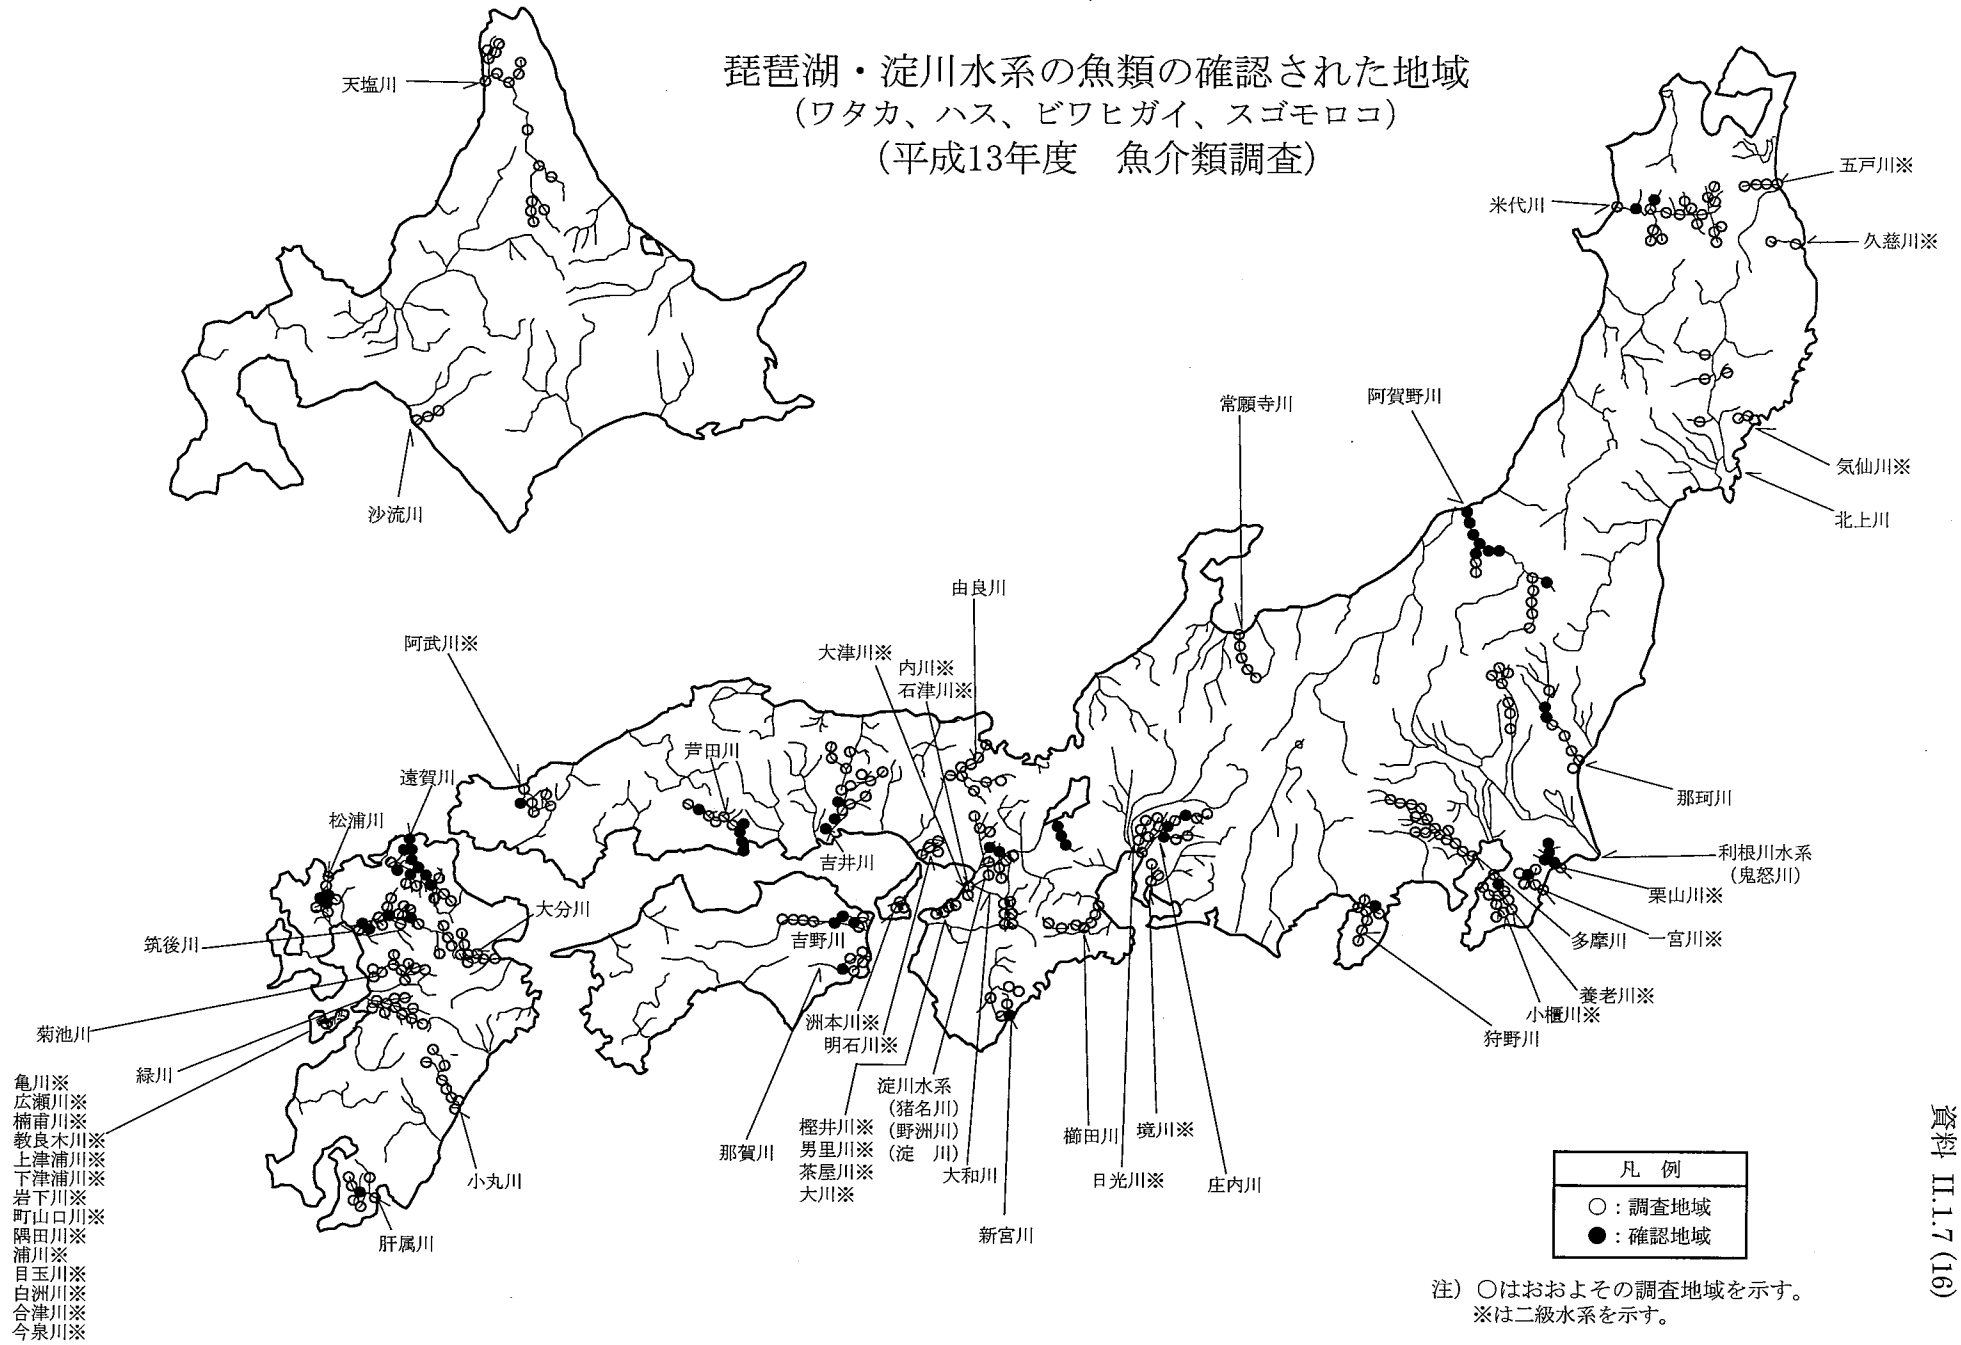 琵琶湖・淀川水系の魚類の確認された地域
(ワタカ、ハス、ビワヒガイ、スゴモロコ)
(平成13年度　魚介類調査)
天塩川
沙流川
五戸川※
米代川
久慈川※
気仙川※
北上川
常願寺川
阿賀野川
那珂川
利根川水系
(鬼怒川)
栗山川※
一宮川※
多摩川
養老川※
小櫃川※
狩野川
由良川
大津川※
内川※
石津川※
阿武川※
芦田川
遠賀川
松浦川
吉井川
大分川
筑後川
吉野川
洲本川※
明石川※
菊池川
緑川
亀川※
広瀬川※
楠甫川※
教良木川※
上津浦川※
下津浦川※
岩下川※
町山口川※
隅田川※
浦川※
目玉川※
白洲川※
合津川※
今泉川※
小丸川
肝属川
那賀川
樫井川※
男里川※
茶屋川※
大川※
淀川水系
(猪名川)
(野洲川)
(淀　川)
大和川
新宮川
櫛田川
日光川※
境川※
庄内川
凡　例
○：調査地域
●：確認地域
注）○はおおよその調査地域を示す。
※は二級水系を示す。
資料 II.1.7 (16)